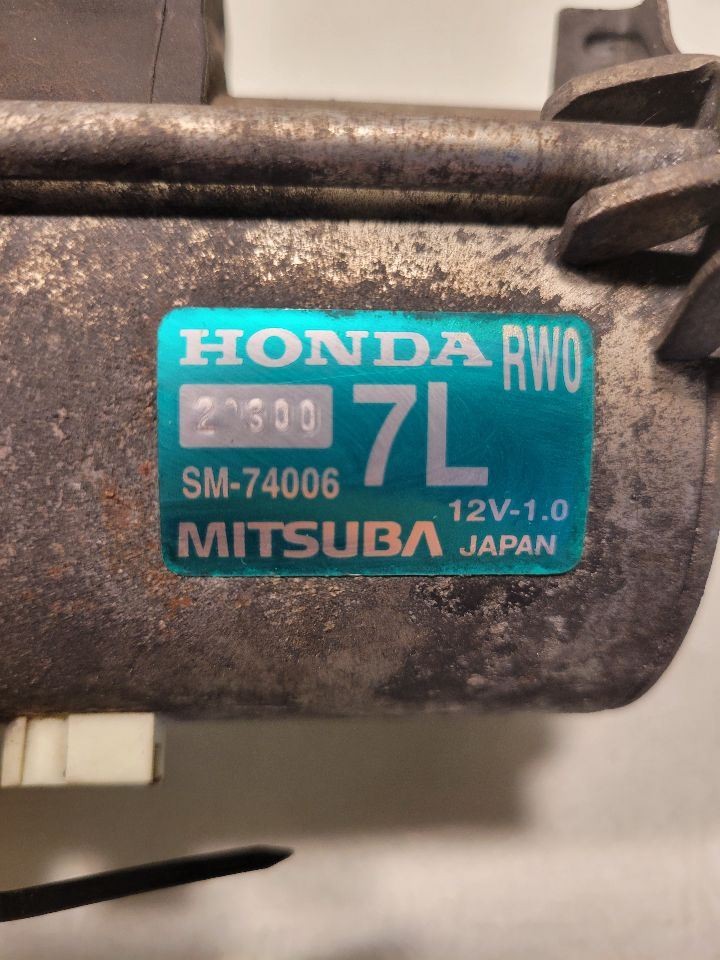 HONDA RW0
7L
SM-74006
12V-1.0
MITSUBA JAPAN